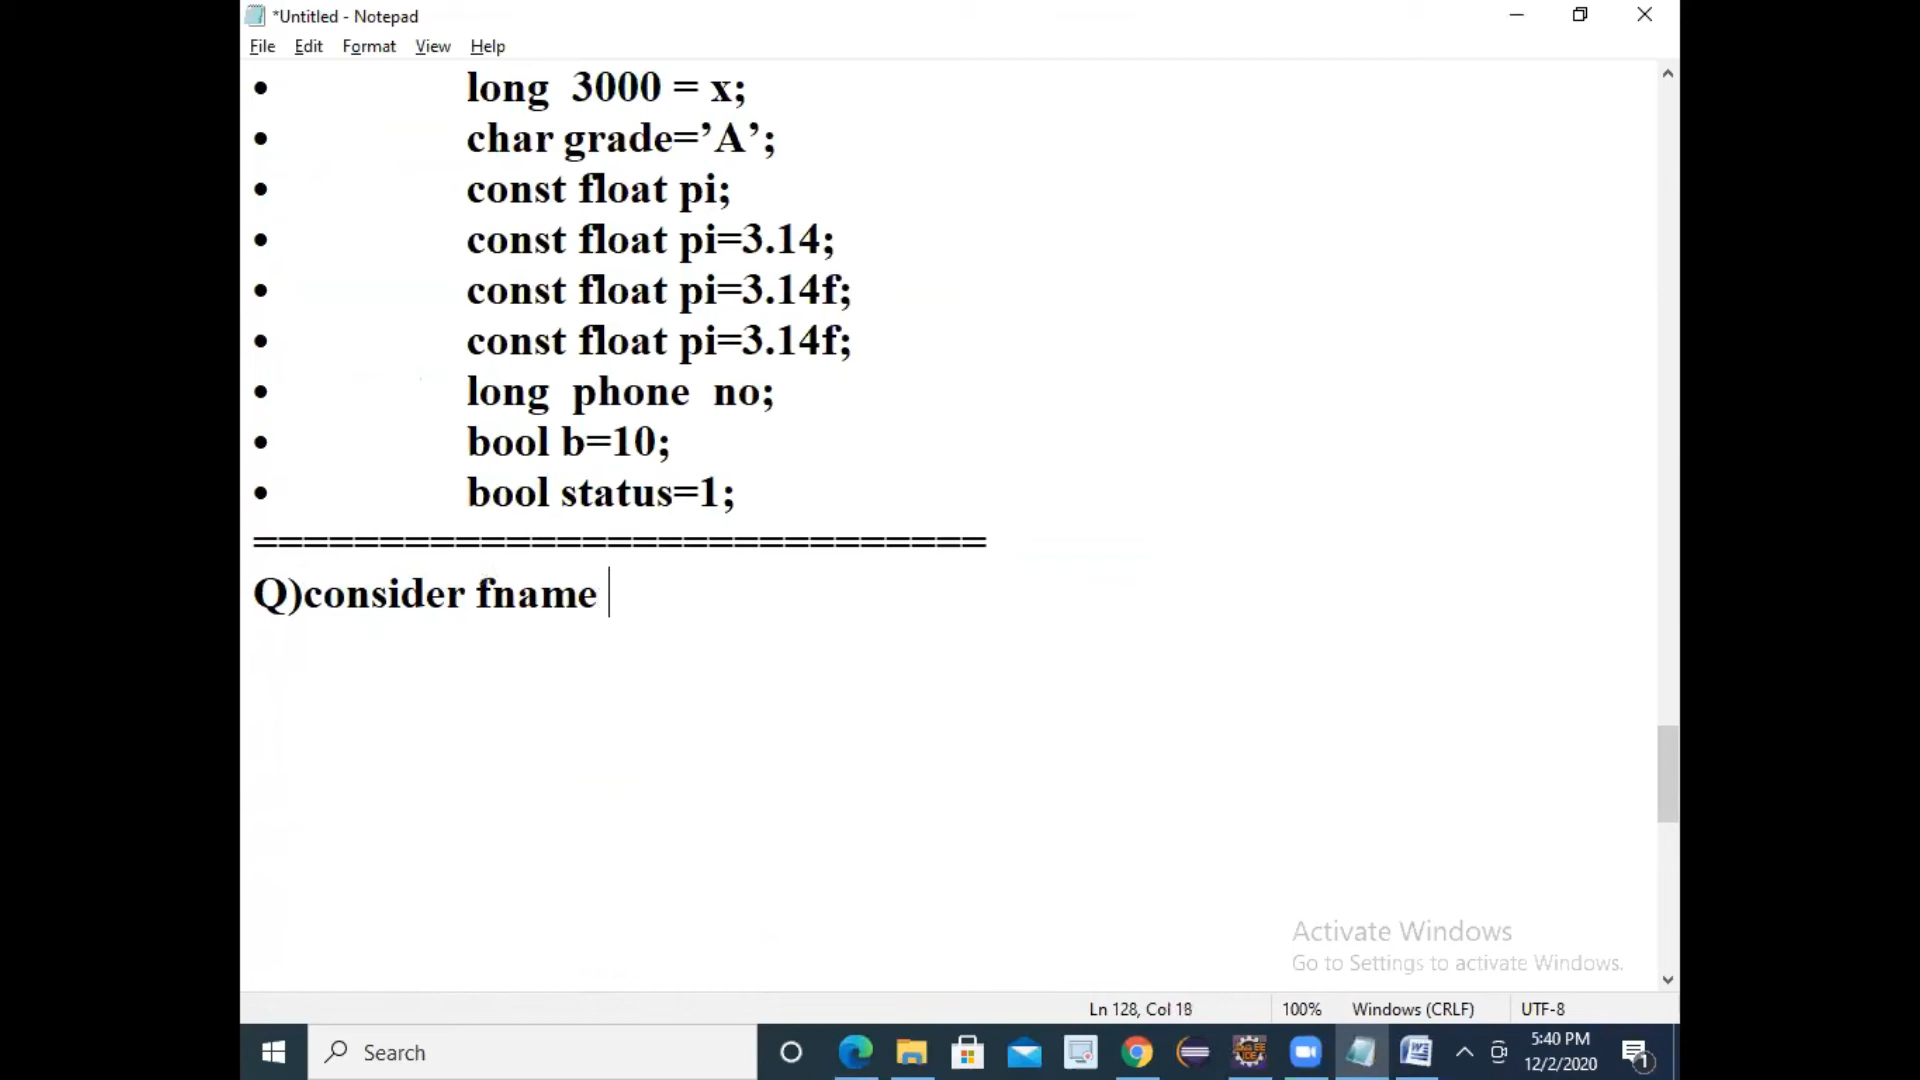 *Untitled - Notepad
File Edit Format View Help
• long 3000 = x;
• char grade=’A’;
• const float pi;
• const float pi=3.14;
• const float pi=3.14f;
• const float pi=3.14f;
• long phone no;
• bool b=10;
• bool status=1;
=============================
Q)consider fname
Activate Windows
Go to Settings to activate Windows.
Ln 128, Col 18 100% Windows (CRLF) UTF-8
Search
5:40 PM
12/2/2020
1